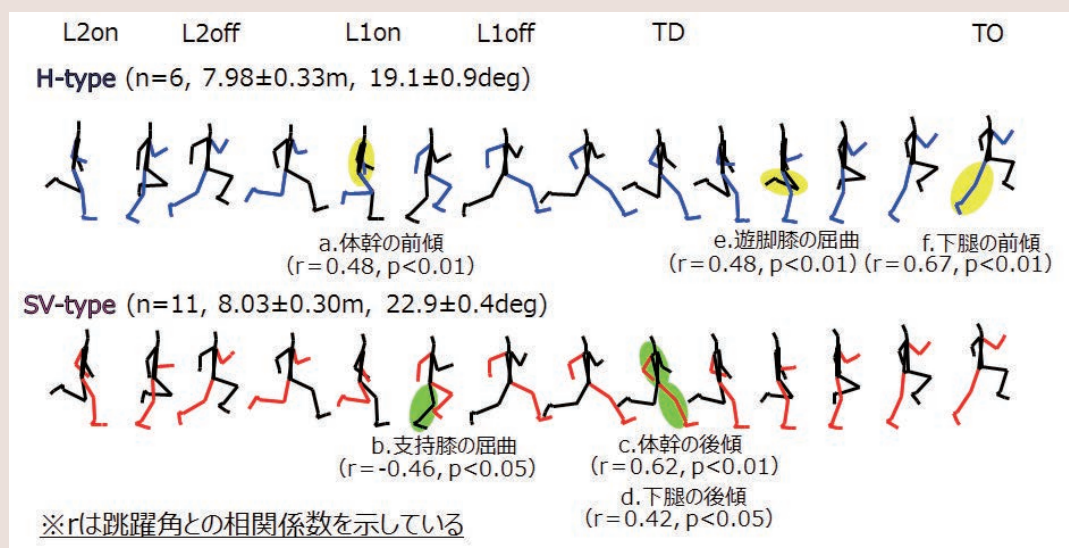 L2on L2off L1on L1off TD TO
H-type (n=6, 7.98±0.33m, 19.1±0.9deg)
a.体幹の前傾 e.遊脚膝の屈曲 f.下腿の前傾
(r=0.48, p<0.01) (r=0.48, p<0.01) (r=0.67, p<0.01)
SV-type (n=11, 8.03±0.30m, 22.9±0.4deg)
b.支持膝の屈曲 c.体幹の後傾
(r=-0.46, p<0.05) (r=0.62, p<0.01)
d.下腿の後傾
(r=0.42, p<0.05)
※rは跳躍角との相関係数を示している